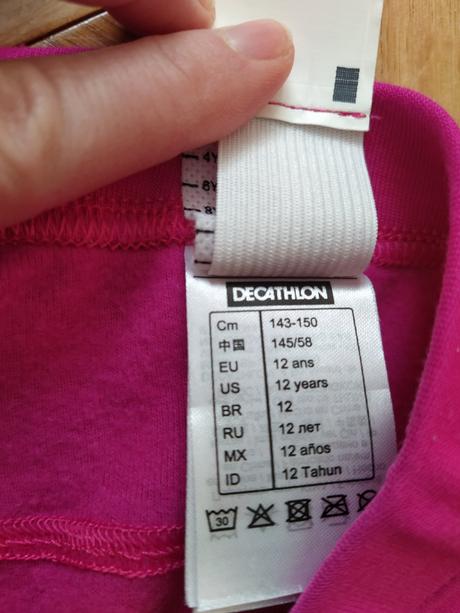 4Y
6Y
8Y
DECATHLON
Cm 143-150
中国 145/58
EU 12 ans
US 12 years
BR 12
RU 12 лет
MX 12 años
ID 12 Tahun
30